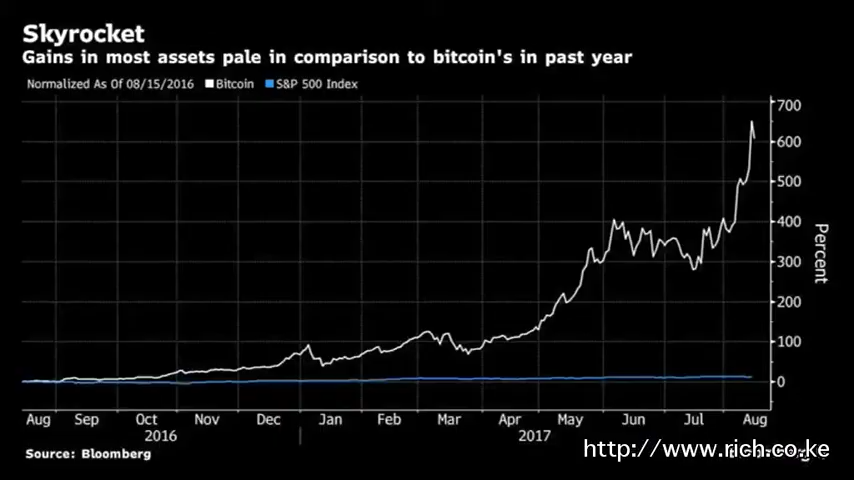 Skyrocket
Gains in most assets pale in comparison to bitcoin's in past year
Normalized As Of 08/15/2016 Bitcoin S&P 500 Index
700
600
500
400
300
200
100
0
Percent
Aug Sep Oct Nov Dec Jan Feb Mar Apr May Jun Jul Aug
2016 2017
Source: Bloomberg
http://www.rich.co.ke